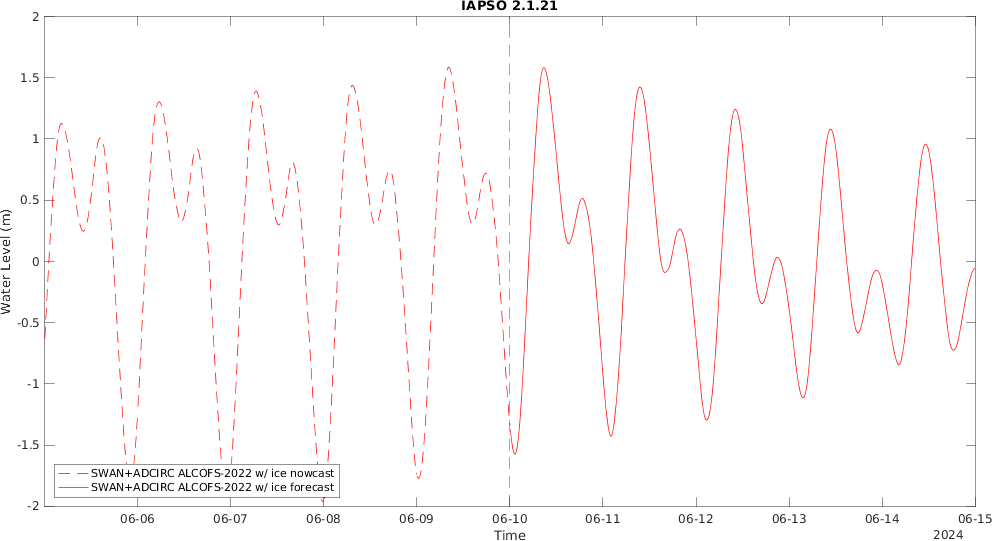 IAPSO 2.1.21
2
1.5
1
0.5
0
-0.5
-1
-1.5
-2
Water Level (m)
SWAN+ADCIRC ALCOFS-2022 w/ ice nowcast
SWAN+ADCIRC ALCOFS-2022 w/ ice forecast
06-06 06-07 06-08 06-09 06-10 06-11 06-12 06-13 06-14 06-15
Time
2024